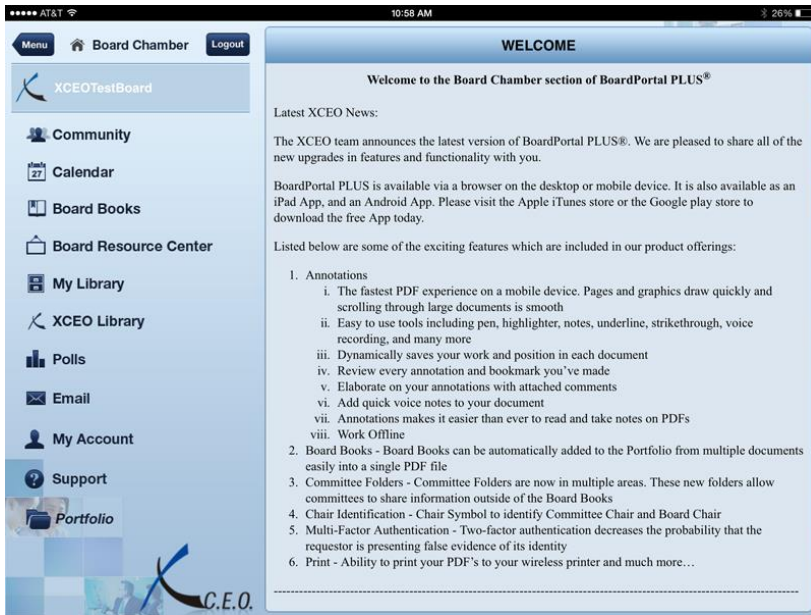 AT&T
10:58 AM
26%
Menu
Board Chamber
Logout
XCEOTestBoard
Community
27
Calendar
Board Books
Board Resource Center
My Library
XCEO Library
Polls
Email
My Account
?
Support
Portfolio
X C.E.O.
WELCOME
Welcome to the Board Chamber section of BoardPortal PLUS®
Latest XCEO News:
The XCEO team announces the latest version of BoardPortal PLUS®. We are pleased to share all of the
new upgrades in features and functionality with you.
BoardPortal PLUS is available via a browser on the desktop or mobile device. It is also available as an
iPad App, and an Android App. Please visit the Apple iTunes store or the Google play store to
download the free App today.
Listed below are some of the exciting features which are included in our product offerings:
1. Annotations
i. The fastest PDF experience on a mobile device. Pages and graphics draw quickly and
scrolling through large documents is smooth
ii. Easy to use tools including pen, highlighter, notes, underline, strikethrough, voice
recording, and many more
iii. Dynamically saves your work and position in each document
iv. Review every annotation and bookmark you've made
v. Elaborate on your annotations with attached comments
vi. Add quick voice notes to your document
vii. Annotations makes it easier than ever to read and take notes on PDFs
viii. Work Offline
2. Board Books - Board Books can be automatically added to the Portfolio from multiple documents
easily into a single PDF file
3. Committee Folders - Committee Folders are now in multiple areas. These new folders allow
committees to share information outside of the Board Books
4. Chair Identification - Chair Symbol to identify Committee Chair and Board Chair
5. Multi-Factor Authentication - Two-factor authentication decreases the probability that the
requestor is presenting false evidence of its identity
6. Print - Ability to print your PDF's to your wireless printer and much more…